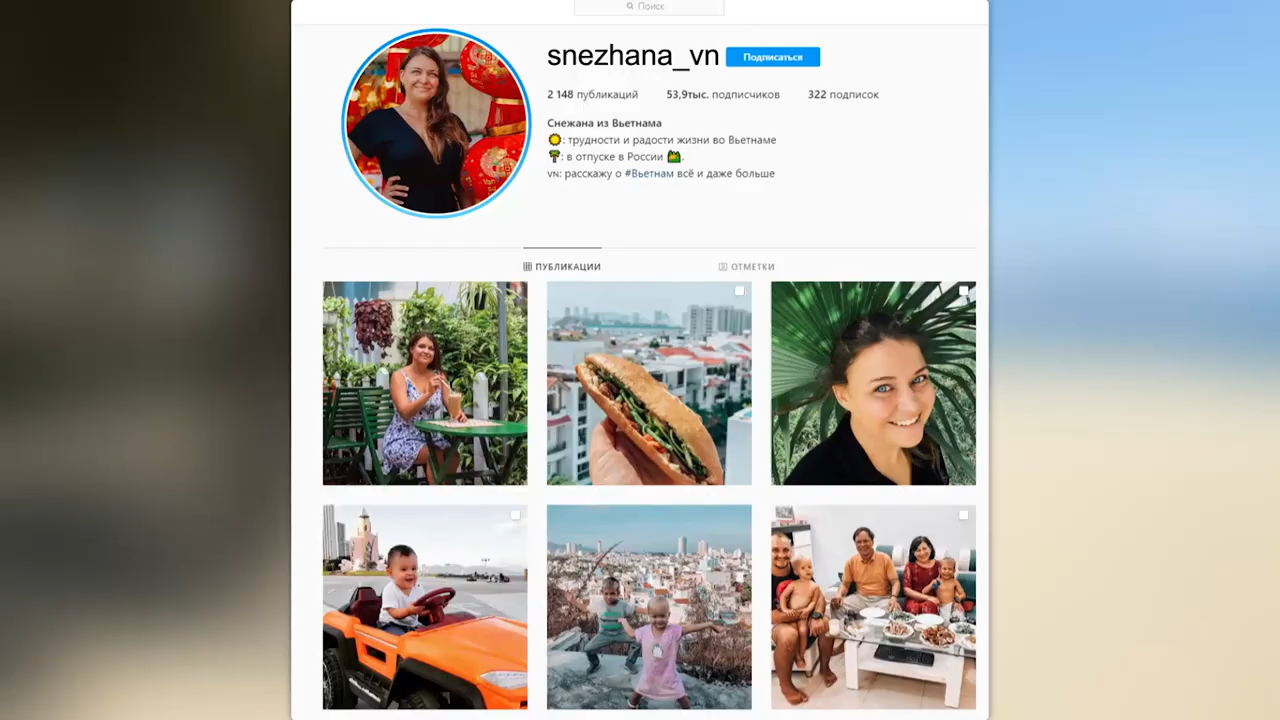 Поиск
snezhana_vn Подписаться
2 148 публикаций 53,9тыс. подписчиков 322 подписок
Снежана из Вьетнама
: трудности и радости жизни во Вьетнаме
: в отпуске в России .
VN: расскажу о #Вьетнам всё и даже больше
ПУБЛИКАЦИИ ОТМЕТКИ